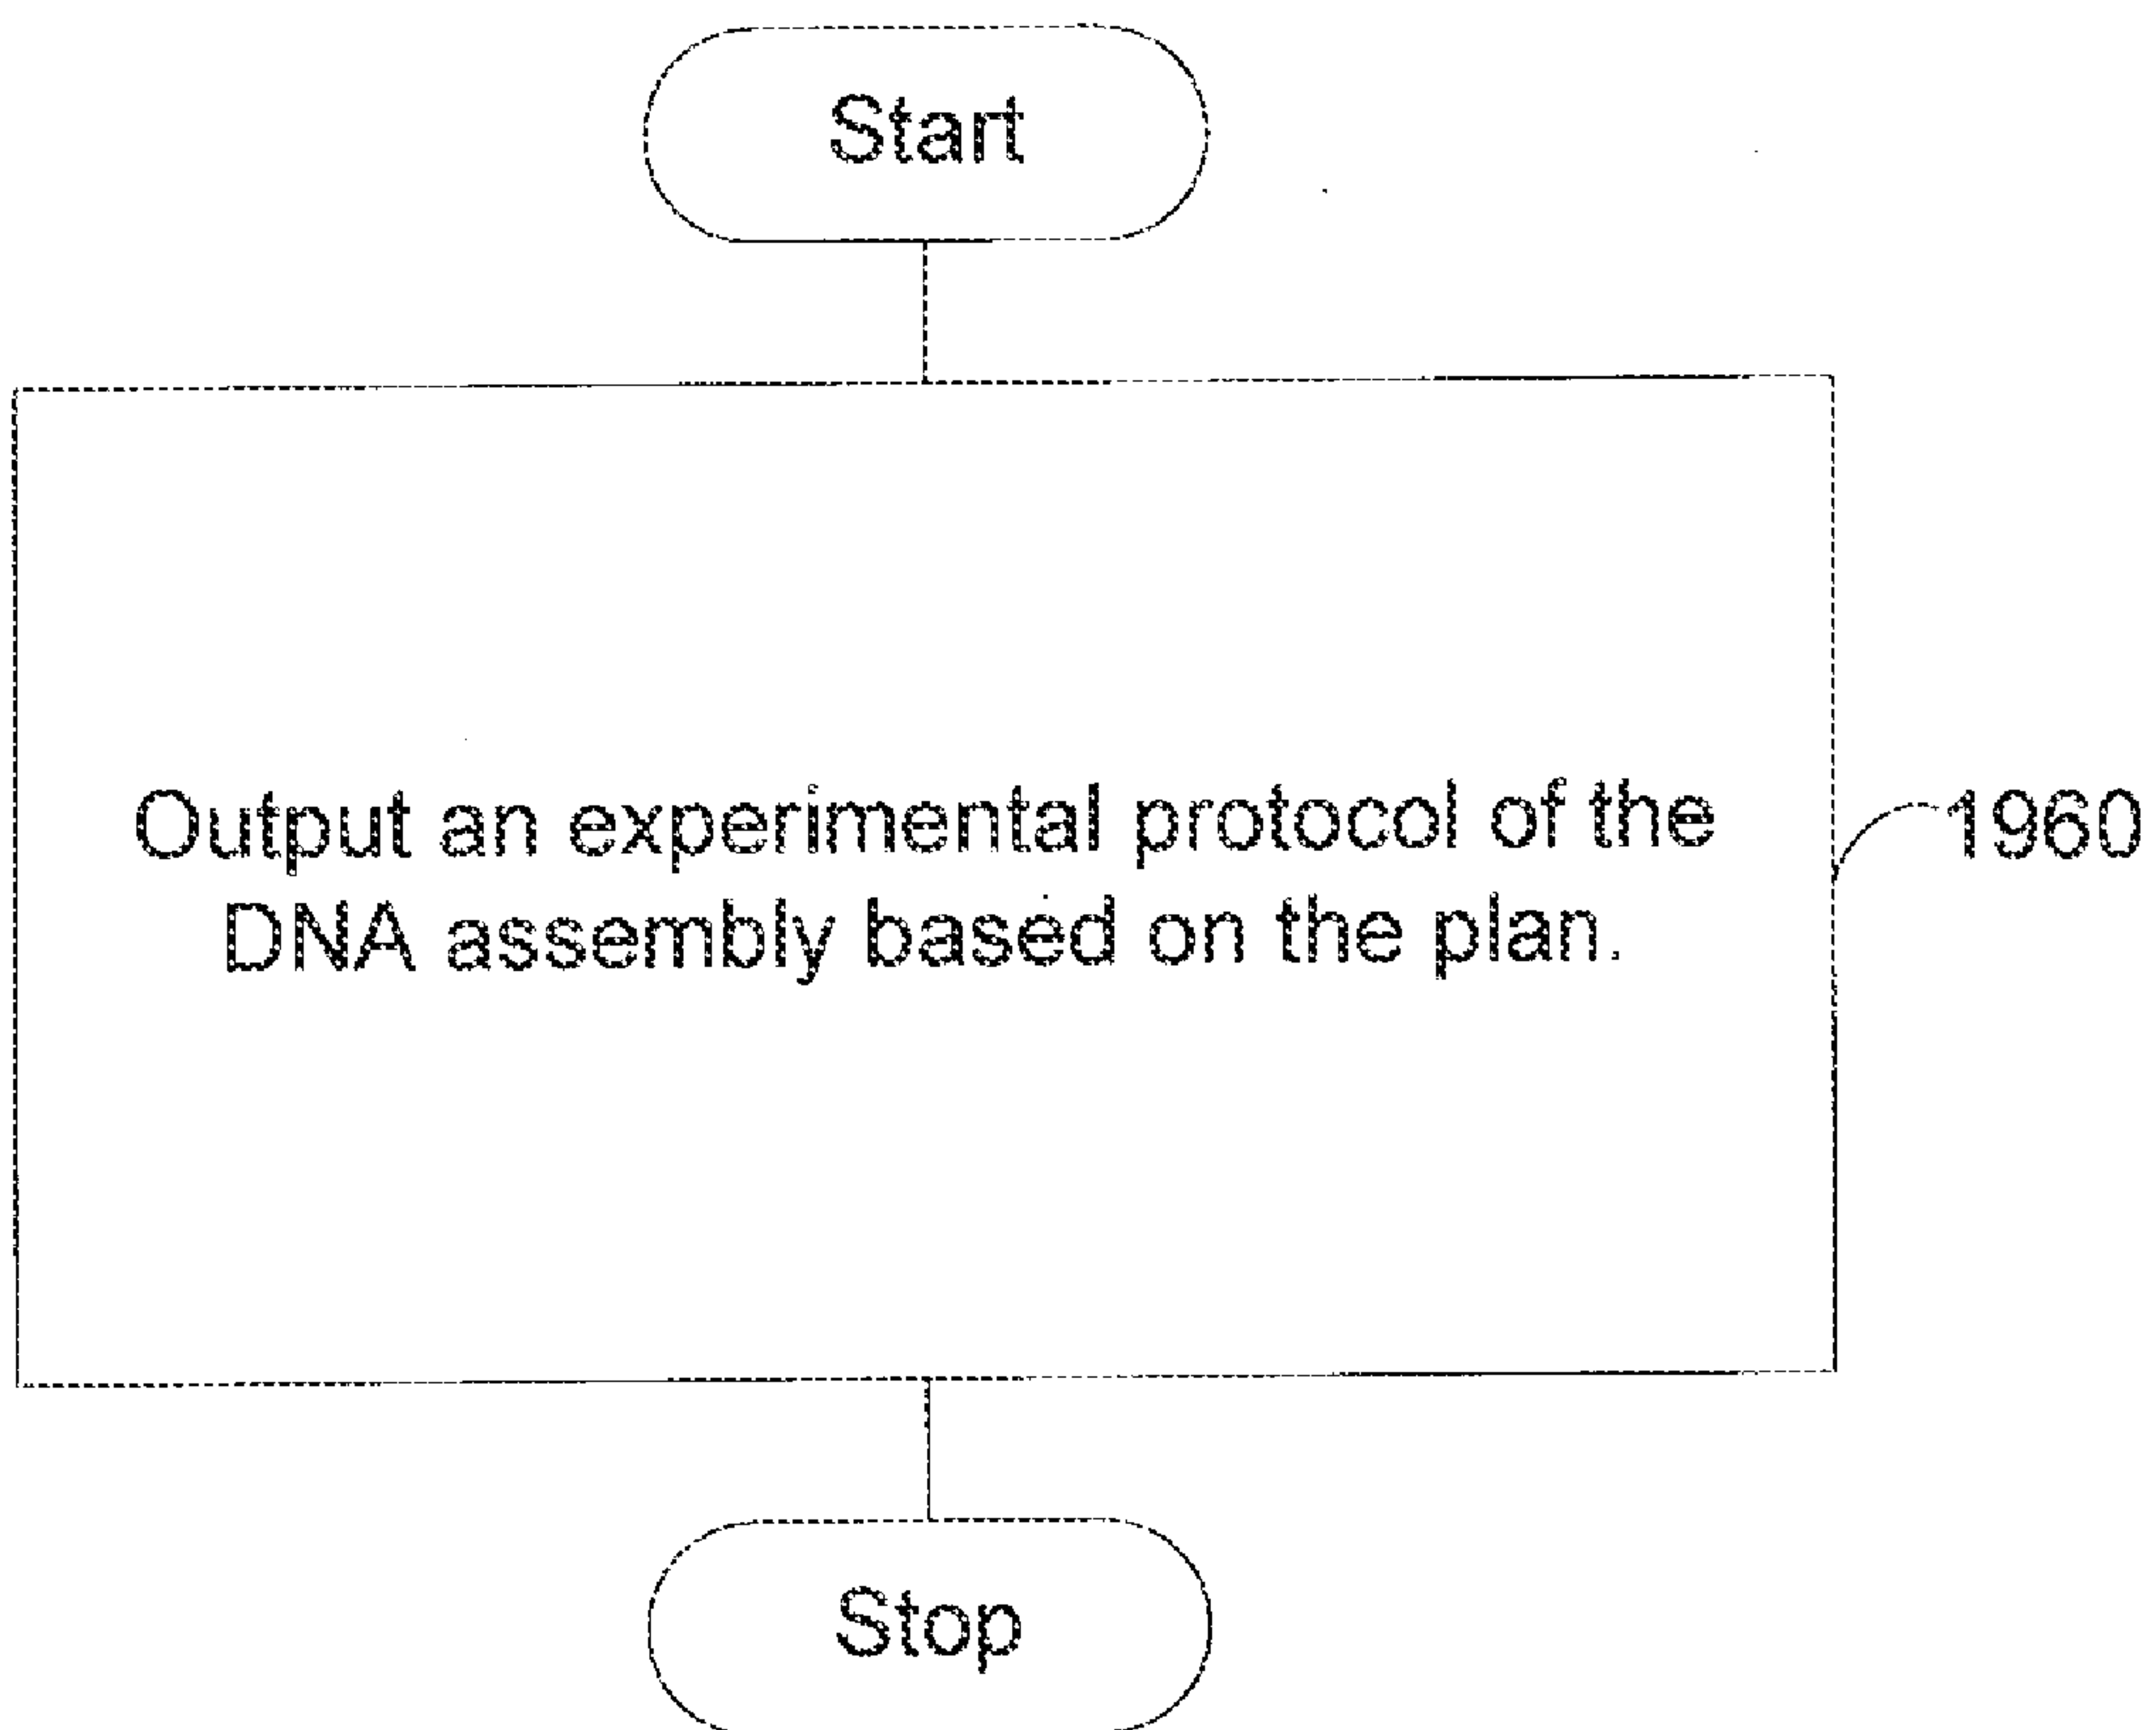 Start
Output an experimental protocol of the
DNA assembly based on the plan.
1960
Stop